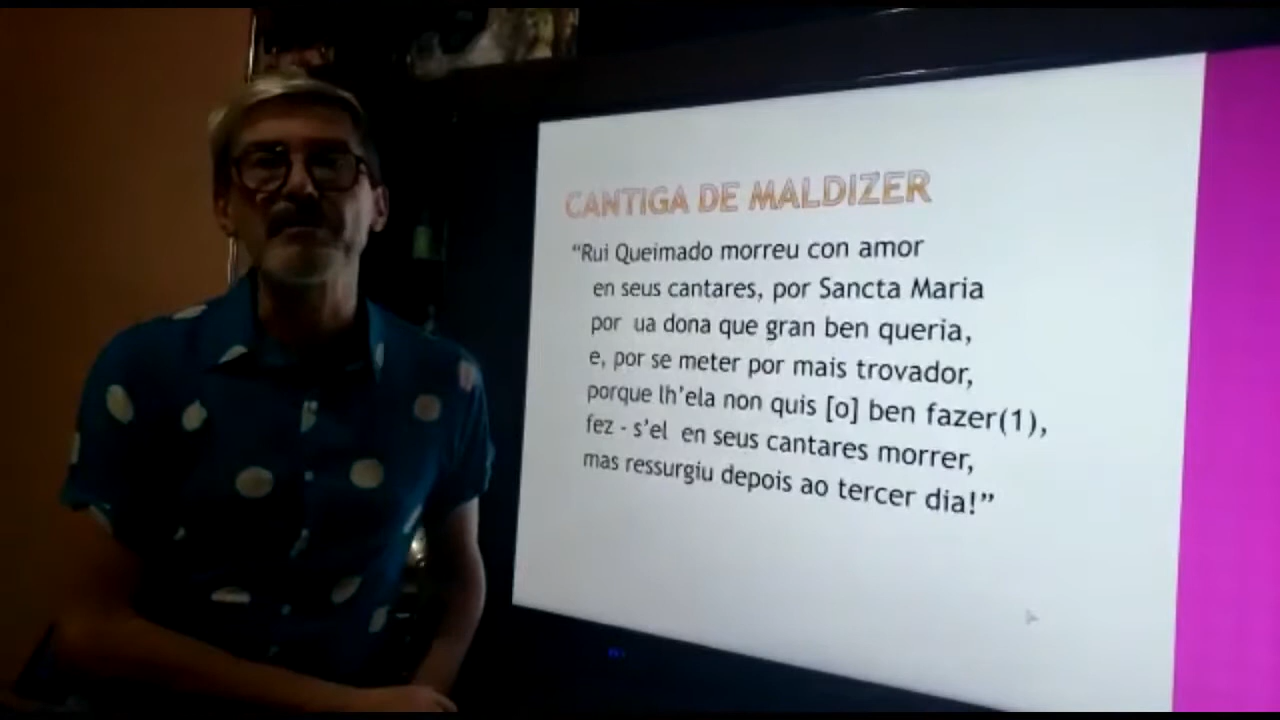 CANTIGA DE MALDIZER
“Rui Queimado morreu con amor
en seus cantares, por Sancta Maria
por ua dona que gran ben queria,
e, por se meter por mais trovador,
porque lh’ela non quis [o] ben fazer(1),
fez - s’el en seus cantares morrer,
mas ressurgiu depois ao tercer dia!”